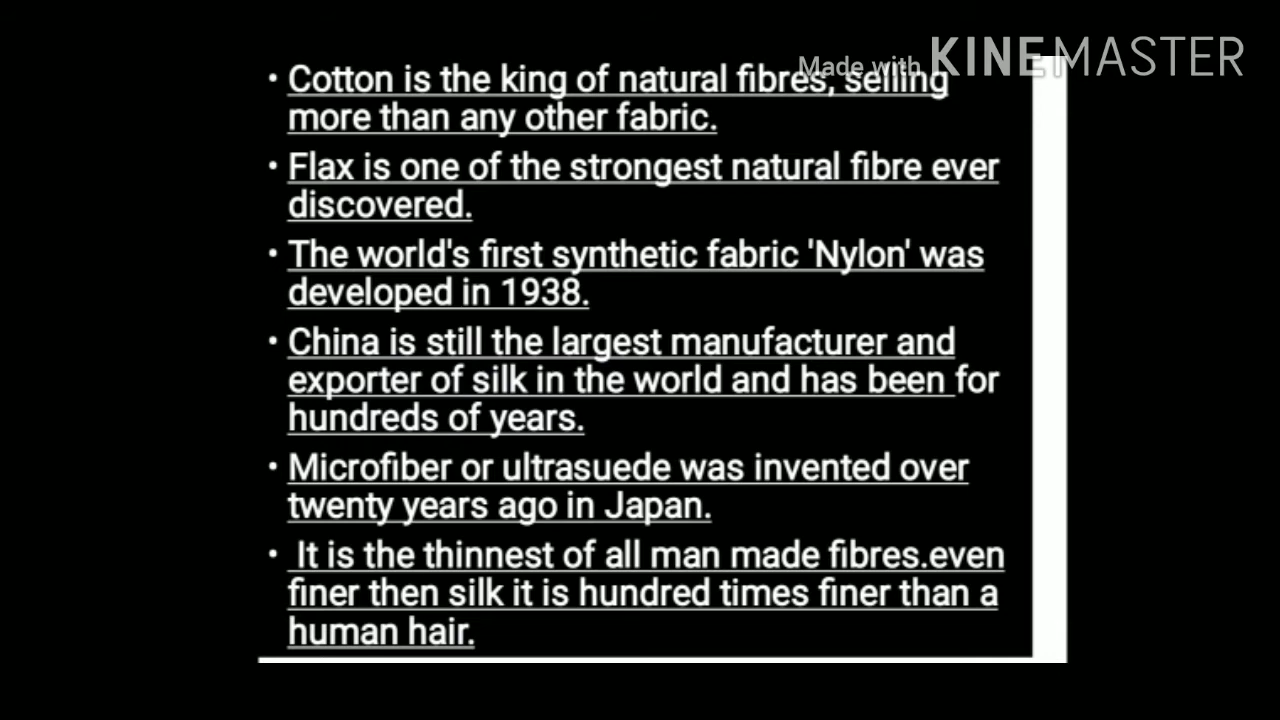 Made with KINEMASTER
• Cotton is the king of natural fibres, selling
more than any other fabric.
• Flax is one of the strongest natural fibre ever
discovered.
• The world's first synthetic fabric 'Nylon' was
developed in 1938.
• China is still the largest manufacturer and
exporter of silk in the world and has been for
hundreds of years.
• Microfiber or ultrasuede was invented over
twenty years ago in Japan.
• It is the thinnest of all man made fibres.even
finer then silk it is hundred times finer than a
human hair.